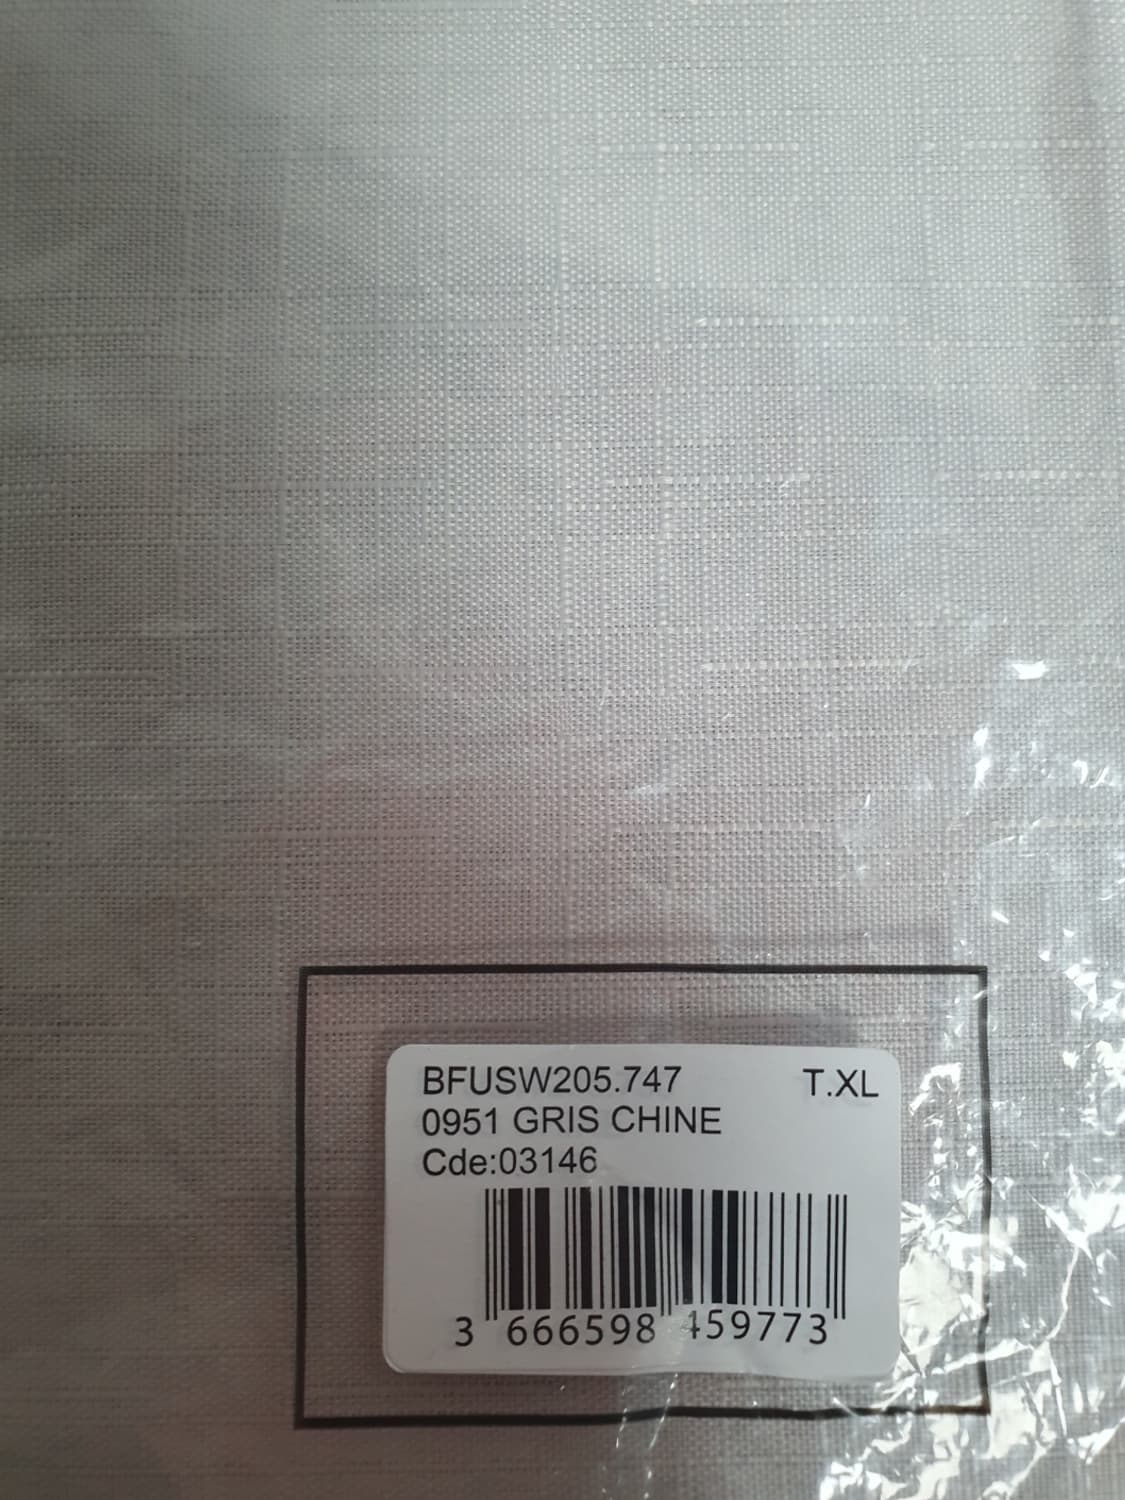 BFUSW205.747 T.XL
0951 GRIS CHINE
Cde:03146
3 666598 459773